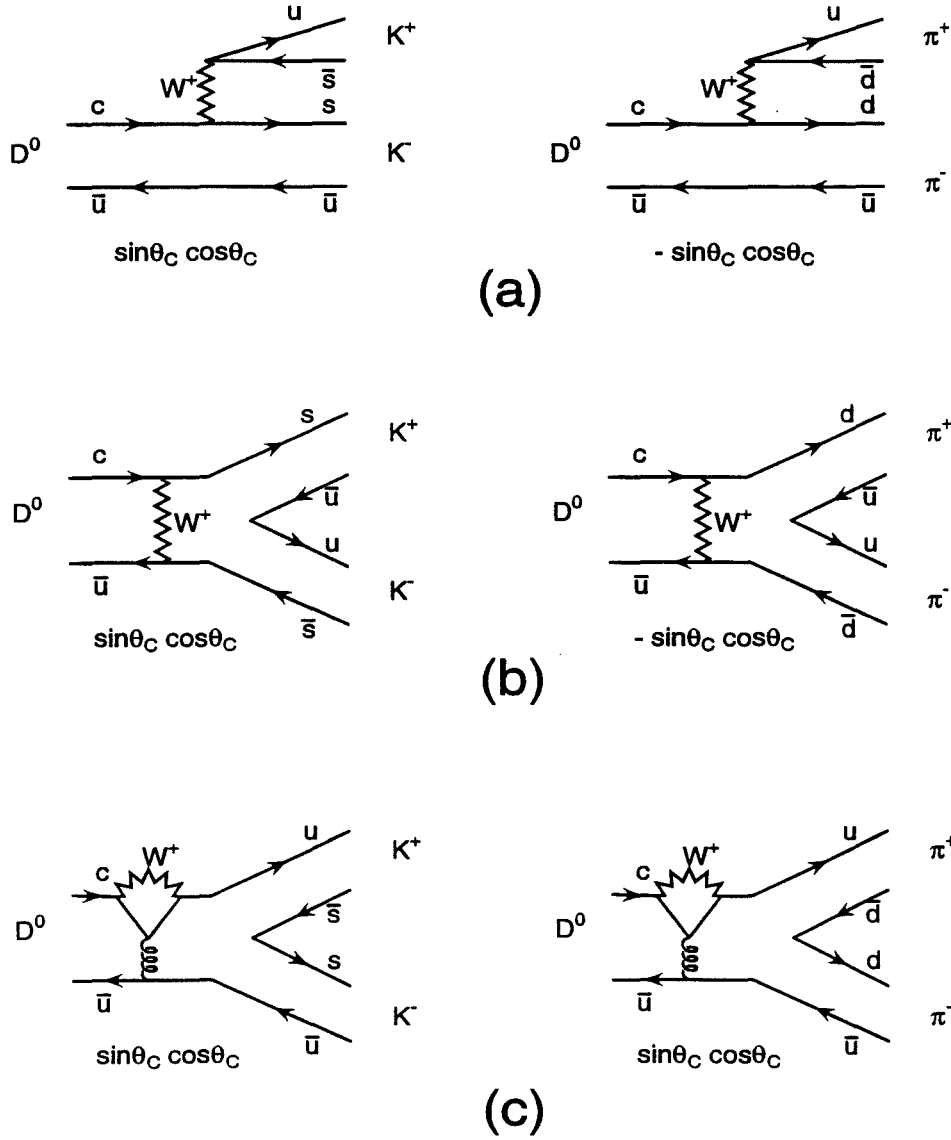 u K⁺ u π⁺
W⁺ s̄ W⁺ d̄
c s c d
D⁰ K⁻ D⁰ π⁻
ū ū ū ū
sinθ_C cosθ_C - sinθ_C cosθ_C
(a)
s K⁺ d π⁺
c c
D⁰ W⁺ ū D⁰ W⁺ ū
u u
ū K⁻ ū π⁻
s̄ d̄
sinθ_C cosθ_C - sinθ_C cosθ_C
(b)
u K⁺ u π⁺
c W⁺ c W⁺
D⁰ s̄ D⁰ d̄
s d
ū K⁻ ū π⁻
ū ū
sinθ_C cosθ_C sinθ_C cosθ_C
(c)